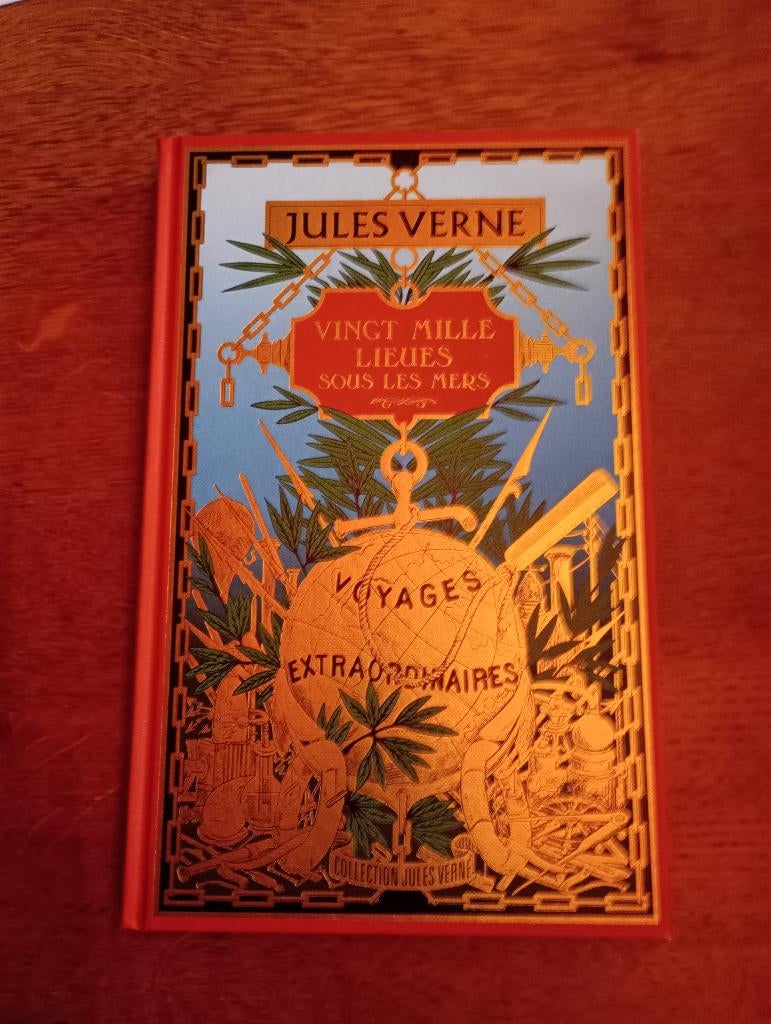 JULES VERNE
VINGT MILLE
LIEUES
SOUS LES MERS
VOYAGES
EXTRAORDINAIRES
COLLECTION JULES VERNE